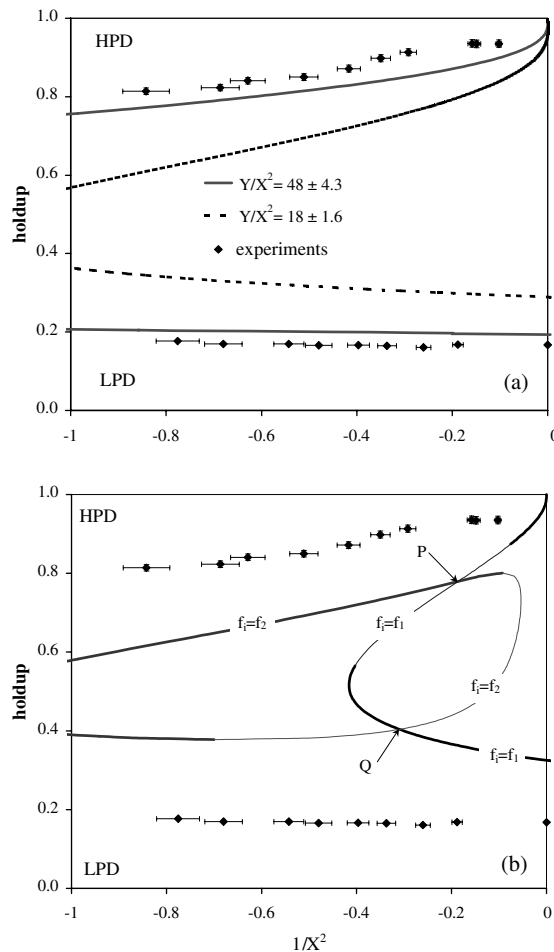 1.0
HPD
0.8
0.6
Y/X² = 48 ± 4.3
Y/X² = 18 ± 1.6
experiments
holdup
0.4
0.2
LPD
(a)
0.0
-1 -0.8 -0.6 -0.4 -0.2 0
1.0
HPD
0.8
P
fᵢ=f₂
fᵢ=f₁
0.6
fᵢ=f₂
holdup
0.4
Q
fᵢ=f₁
0.2
LPD
(b)
0.0
-1 -0.8 -0.6 -0.4 -0.2 0
1/X²